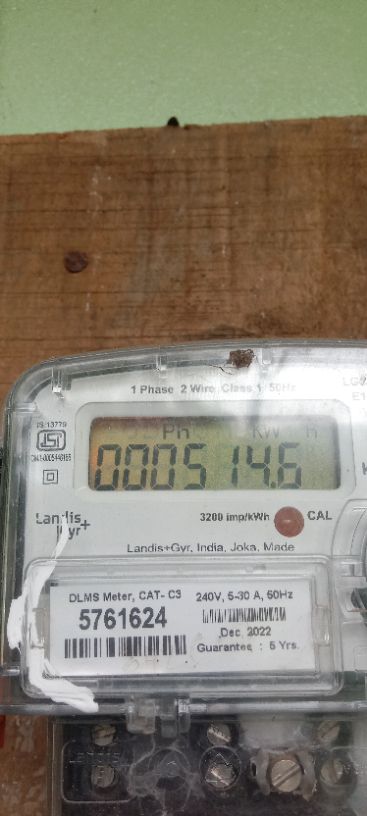 1 Phase 2 Wire Class 1 50Hz
IS 13779
ISI
Ph KW h
000514.6
Landis
Gyr+
3200 imp/kWh CAL
Landis+Gyr, India, Joka, Made
DLMS Meter, CAT- C3 240V, 5-30 A, 50Hz
5761624
Dec. 2022
Guarantee : 5 Yrs.